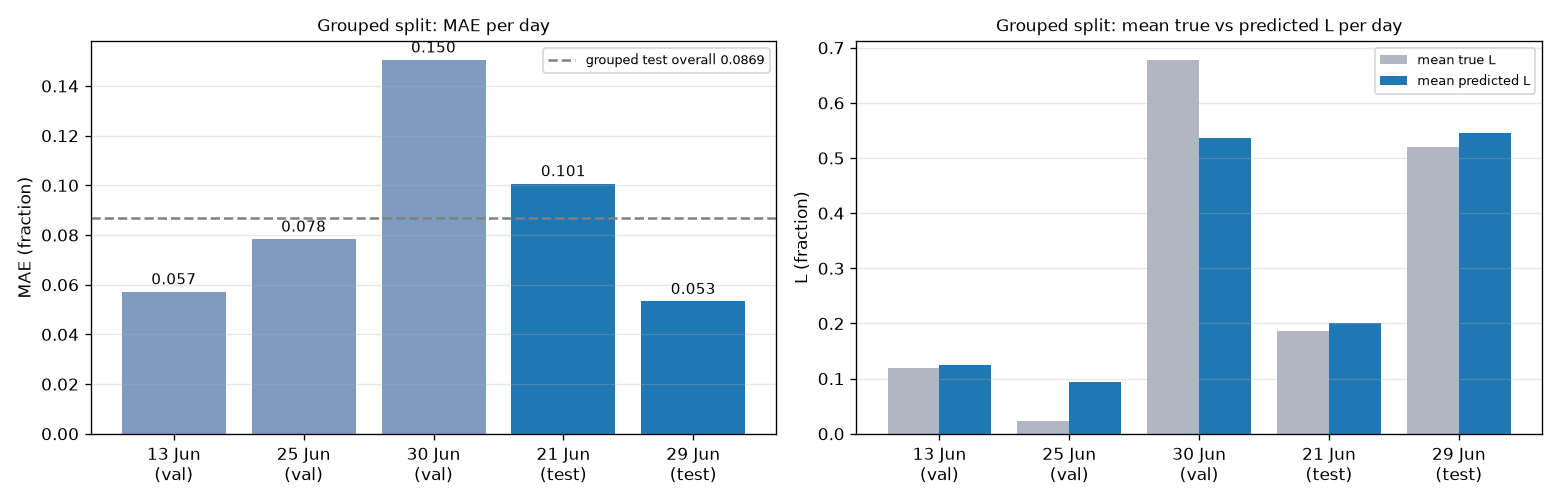 Grouped split: MAE per day
MAE (fraction)
0.14
0.12
0.10
0.08
0.06
0.04
0.02
0.00
0.057
0.078
0.150
0.101
0.053
grouped test overall 0.0869
13 Jun
(val)
25 Jun
(val)
30 Jun
(val)
21 Jun
(test)
29 Jun
(test)
Grouped split: mean true vs predicted L per day
L (fraction)
0.7
0.6
0.5
0.4
0.3
0.2
0.1
0.0
mean true L
mean predicted L
13 Jun
(val)
25 Jun
(val)
30 Jun
(val)
21 Jun
(test)
29 Jun
(test)